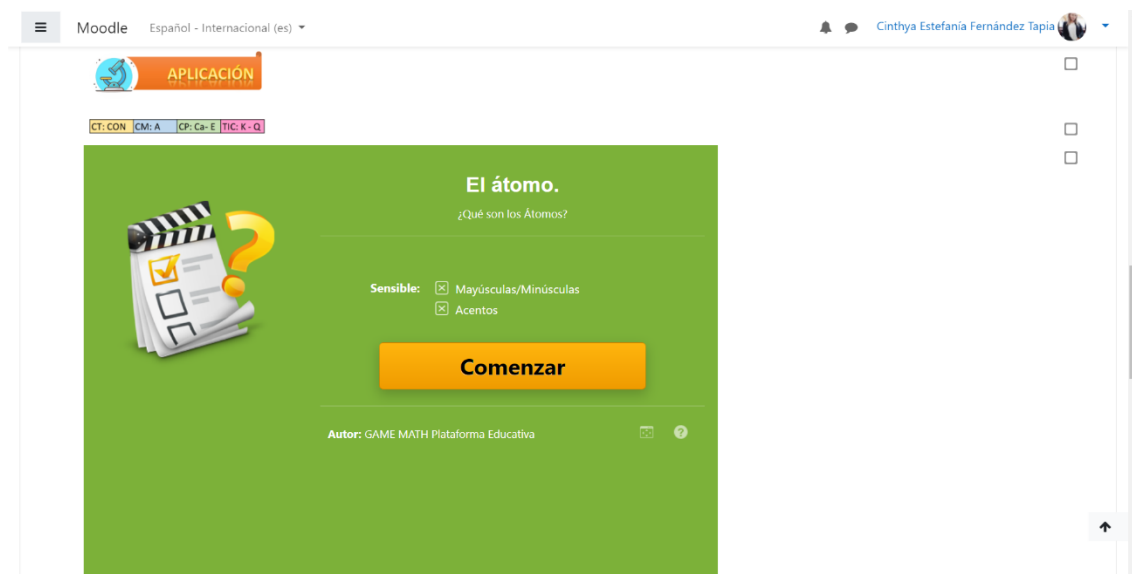 Moodle Español - Internacional (es)
Cinthya Estefanía Fernández Tapia
APLICACIÓN
CT: CON CM: A CP: Ca- E TIC: K - Q
El átomo.
¿Qué son los Átomos?
Sensible: Mayúsculas/Minúsculas
Acentos
Comenzar
Autor: GAME MATH Plataforma Educativa